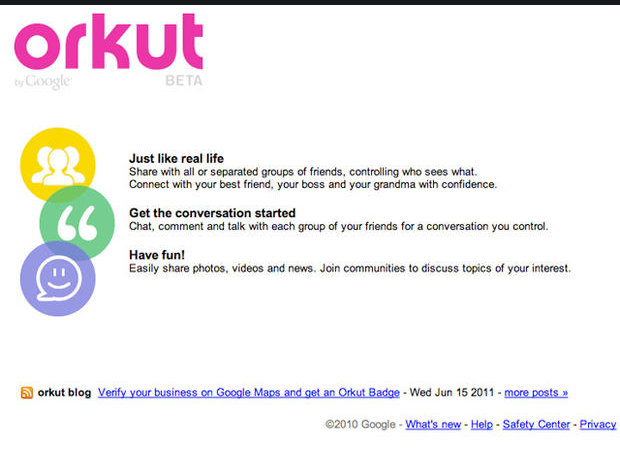 orkut
by Google BETA
Just like real life
Share with all or separated groups of friends, controlling who sees what.
Connect with your best friend, your boss and your grandma with confidence.
Get the conversation started
Chat, comment and talk with each group of your friends for a conversation you control.
Have fun!
Easily share photos, videos and news. Join communities to discuss topics of your interest.
orkut blog Verify your business on Google Maps and get an Orkut Badge - Wed Jun 15 2011 - more posts »
©2010 Google - What's new - Help - Safety Center - Privacy